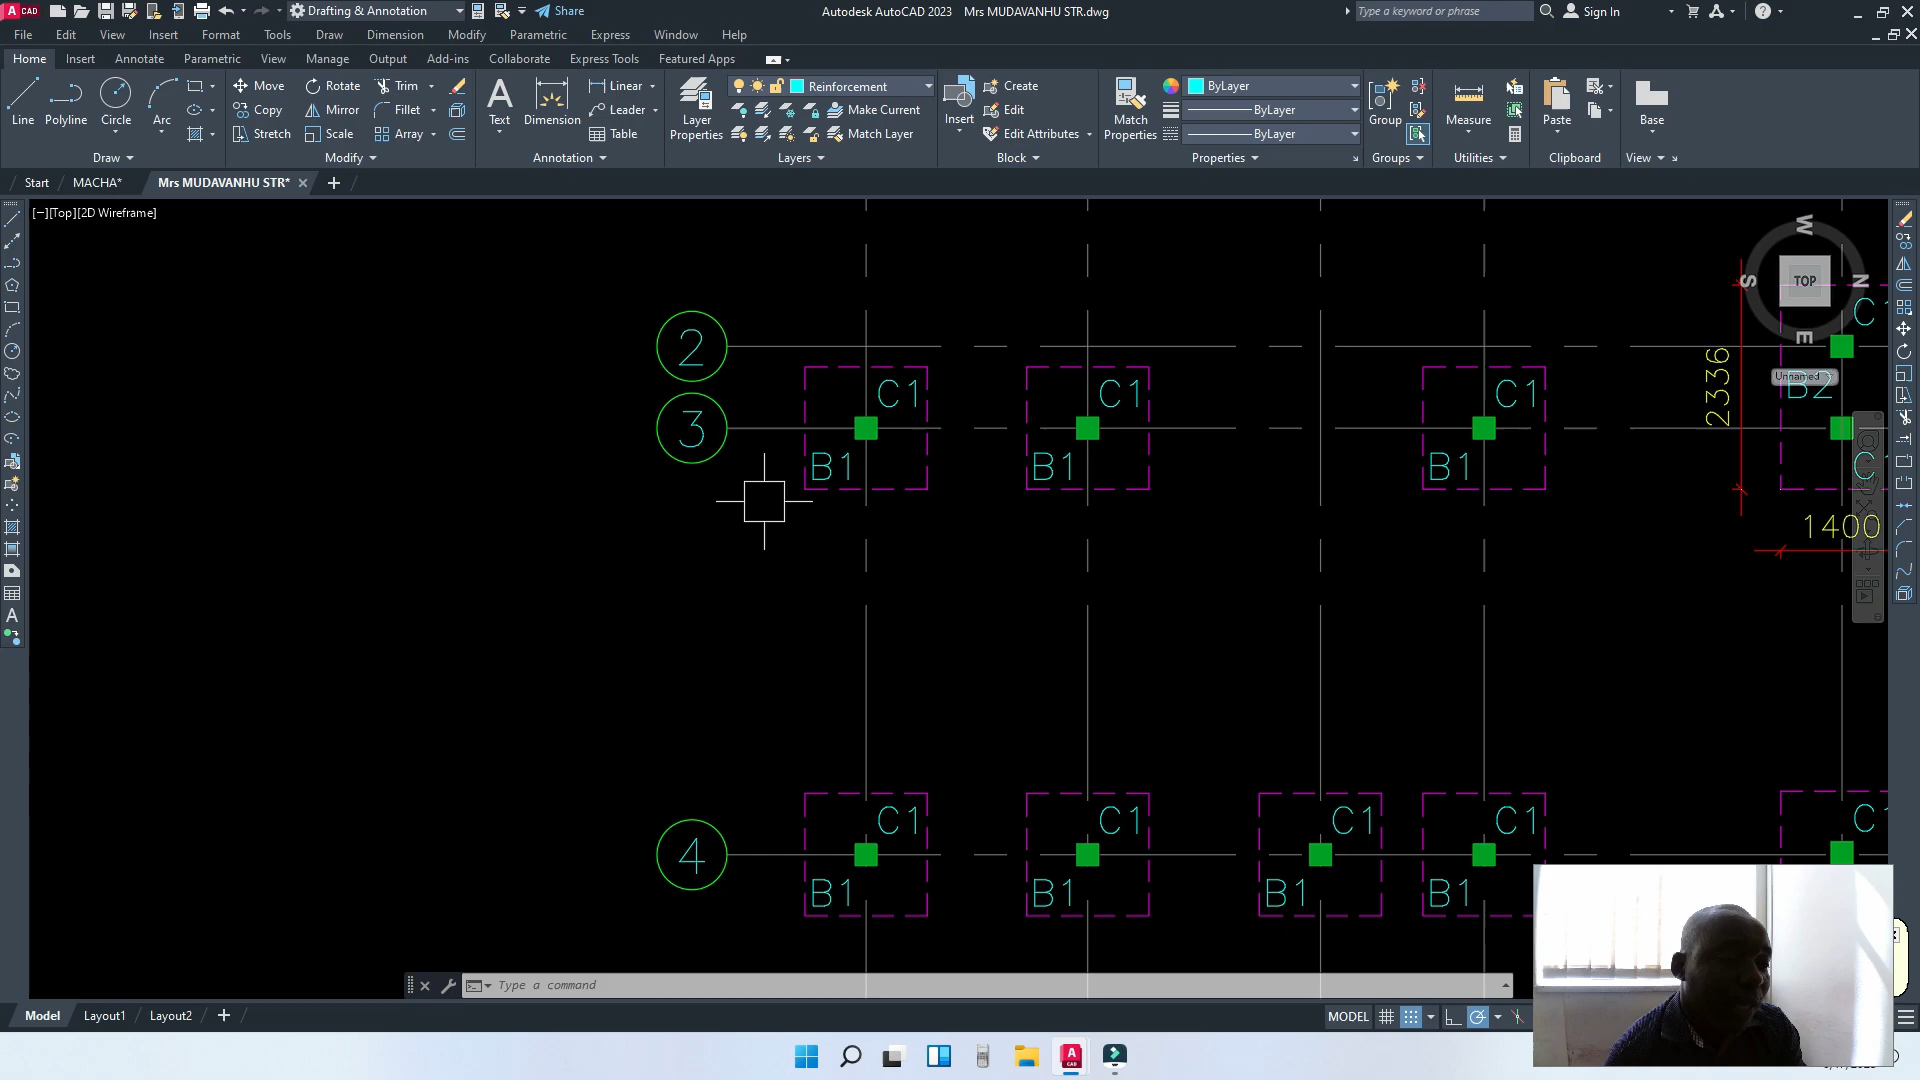 CAD Drafting & Annotation Share Autodesk AutoCAD 2023 Mrs MUDAVANHU STR.dwg Type a keyword or phrase Sign In
File Edit View Insert Format Tools Draw Dimension Modify Parametric Express Window Help
Home Insert Annotate Parametric View Manage Output Add-ins Collaborate Express Tools Featured Apps
Line Polyline Circle Arc Move Rotate Trim Text Dimension Linear Layer Properties Reinforcement Insert Create Match Properties ByLayer Group Measure Paste Base
Copy Mirror Fillet Leader Make Current Edit ByLayer
Stretch Scale Array Table Match Layer Edit Attributes ByLayer
Draw Modify Annotation Layers Block Properties Groups Utilities Clipboard View
Start MACHA* Mrs MUDAVANHU STR*
[−][Top][2D Wireframe]
W
S TOP N
E
C1
2
Unnamed
2336
B2
C1 C1 C1
3
B1 B1 B1
C
1400
C1 C1 C1 C1 C1
4
B1 B1 B1 B1
Type a command
Model Layout1 Layout2 MODEL
A CAD